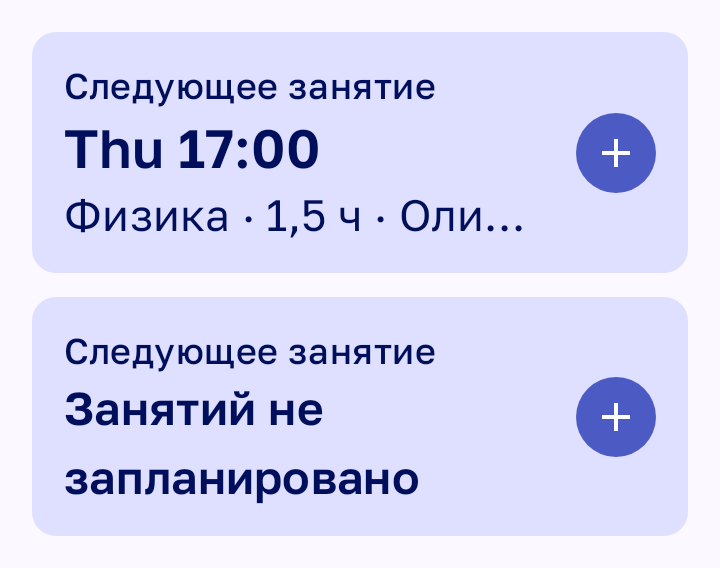 Следующее занятие
Thu 17:00
Физика · 1,5 ч · Оли...
Следующее занятие
Занятий не
запланировано